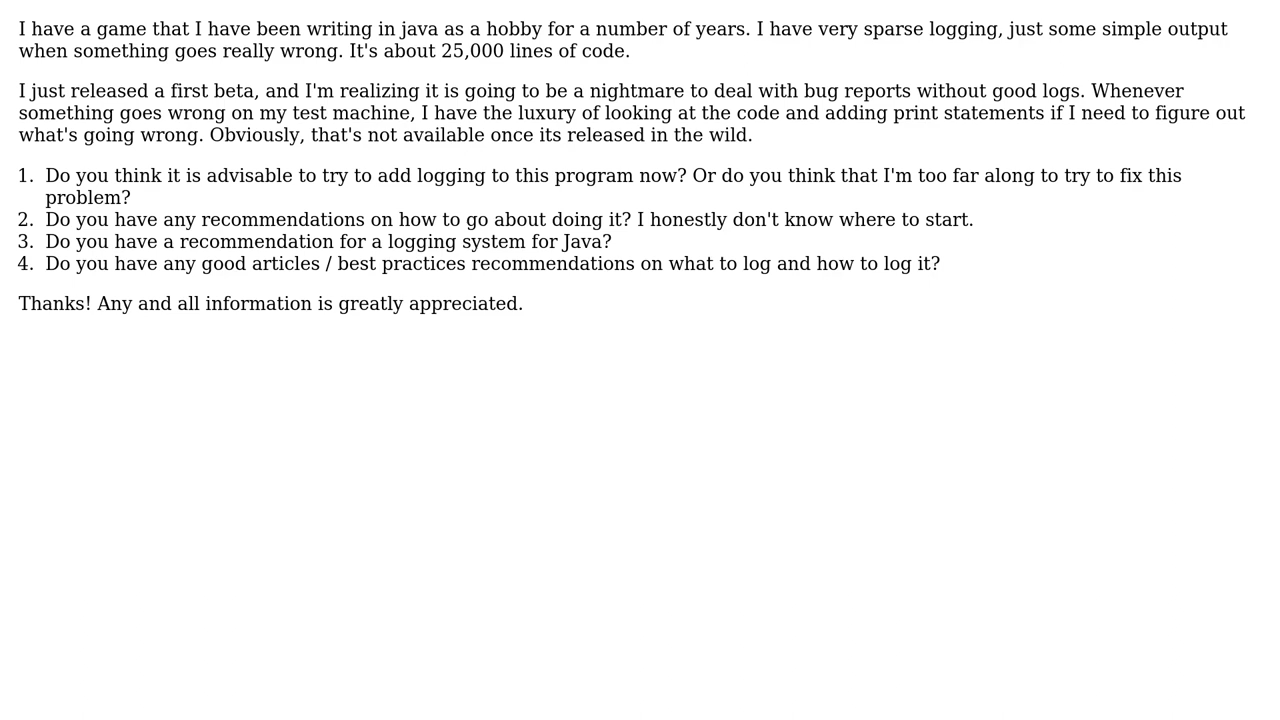 I have a game that I have been writing in java as a hobby for a number of years. I have very sparse logging, just some simple output
when something goes really wrong. It's about 25,000 lines of code.
I just released a first beta, and I'm realizing it is going to be a nightmare to deal with bug reports without good logs. Whenever
something goes wrong on my test machine, I have the luxury of looking at the code and adding print statements if I need to figure out
what's going wrong. Obviously, that's not available once its released in the wild.
1. Do you think it is advisable to try to add logging to this program now? Or do you think that I'm too far along to try to fix this
problem?
2. Do you have any recommendations on how to go about doing it? I honestly don't know where to start.
3. Do you have a recommendation for a logging system for Java?
4. Do you have any good articles / best practices recommendations on what to log and how to log it?
Thanks! Any and all information is greatly appreciated.